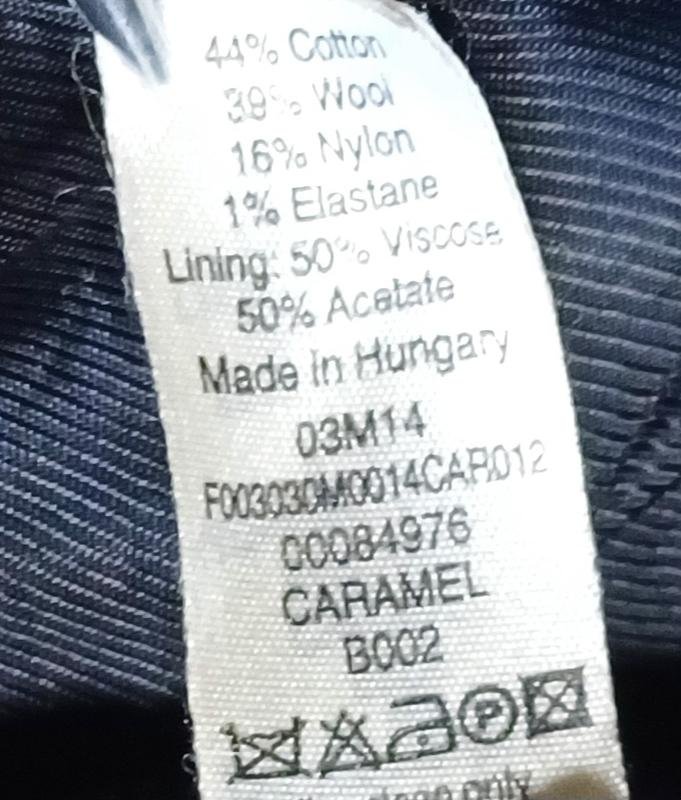 44% Cotton
39% Wool
16% Nylon
1% Elastane
Lining: 50% Viscose
50% Acetate
Made in Hungary
03M14
F003030M0014CAR012
00084976
CARAMEL
B002
P
only